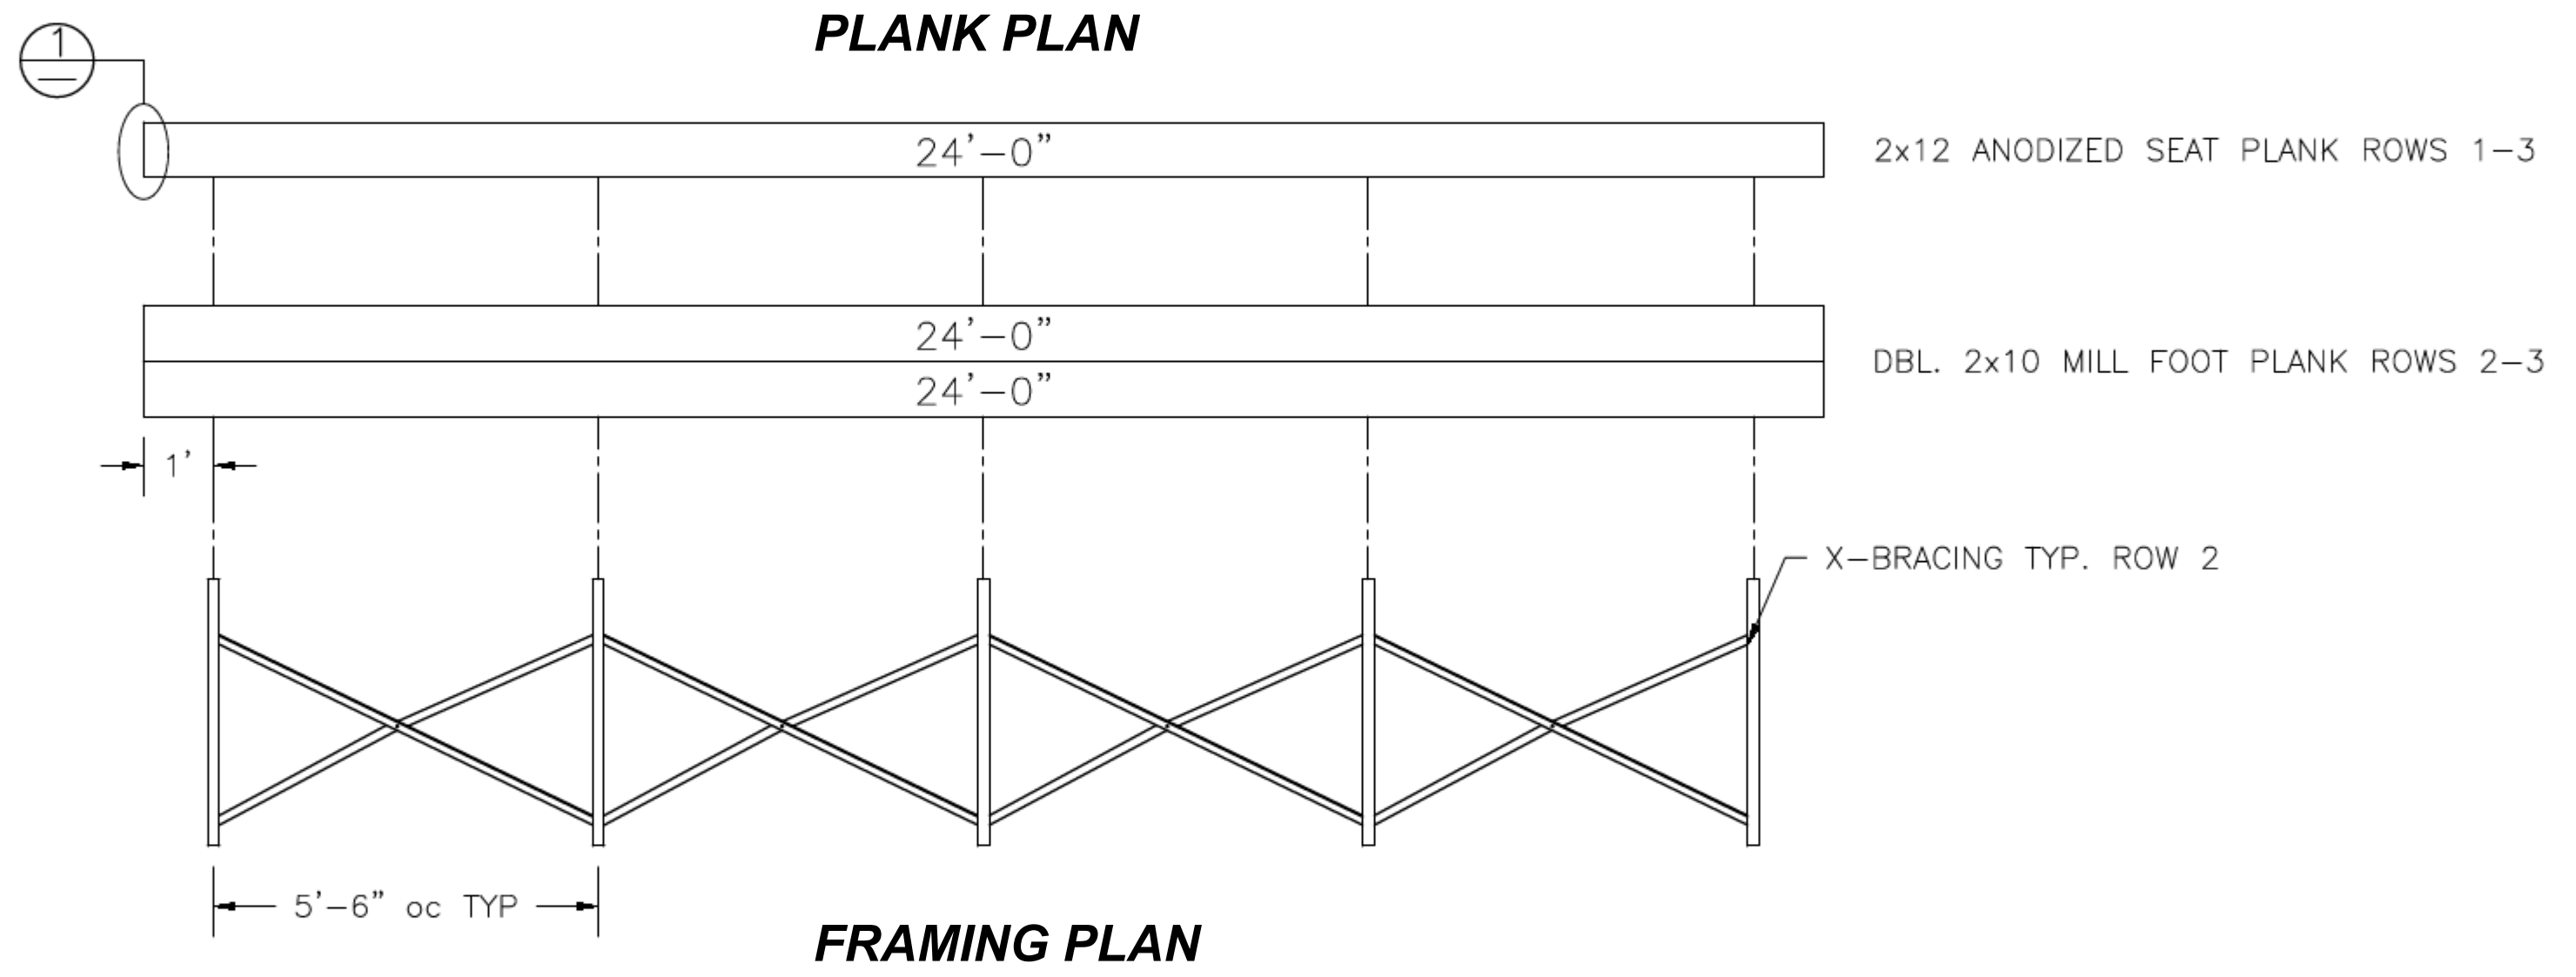 PLANK PLAN
1
24'-0" 2x12 ANODIZED SEAT PLANK ROWS 1-3
24'-0"
DBL. 2x10 MILL FOOT PLANK ROWS 2-3
24'-0"
1'
X-BRACING TYP. ROW 2
5'-6" oc TYP
FRAMING PLAN